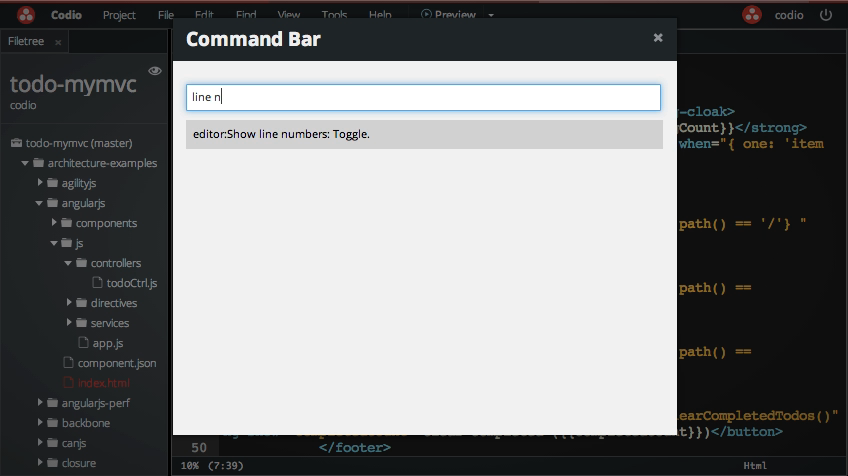 Codio Project File Edit Find View Tools Help Preview codio
Filetree ×
todo-mymvc
codio
todo-mymvc (master)
architecture-examples
agilityjs
angularjs
components
js
controllers
todoCtrl.js
directives
services
app.js
component.json
index.html
angularjs-perf
backbone
canjs
closure
Command Bar
line n
editor:Show line numbers: Toggle.
-cloak>
Count}}</strong>
when="{ one: 'item
path() == '/'} "
path() ==
path() ==
earCompletedTodos()"
}})</button>
50 </footer>
10% (7:39) Html